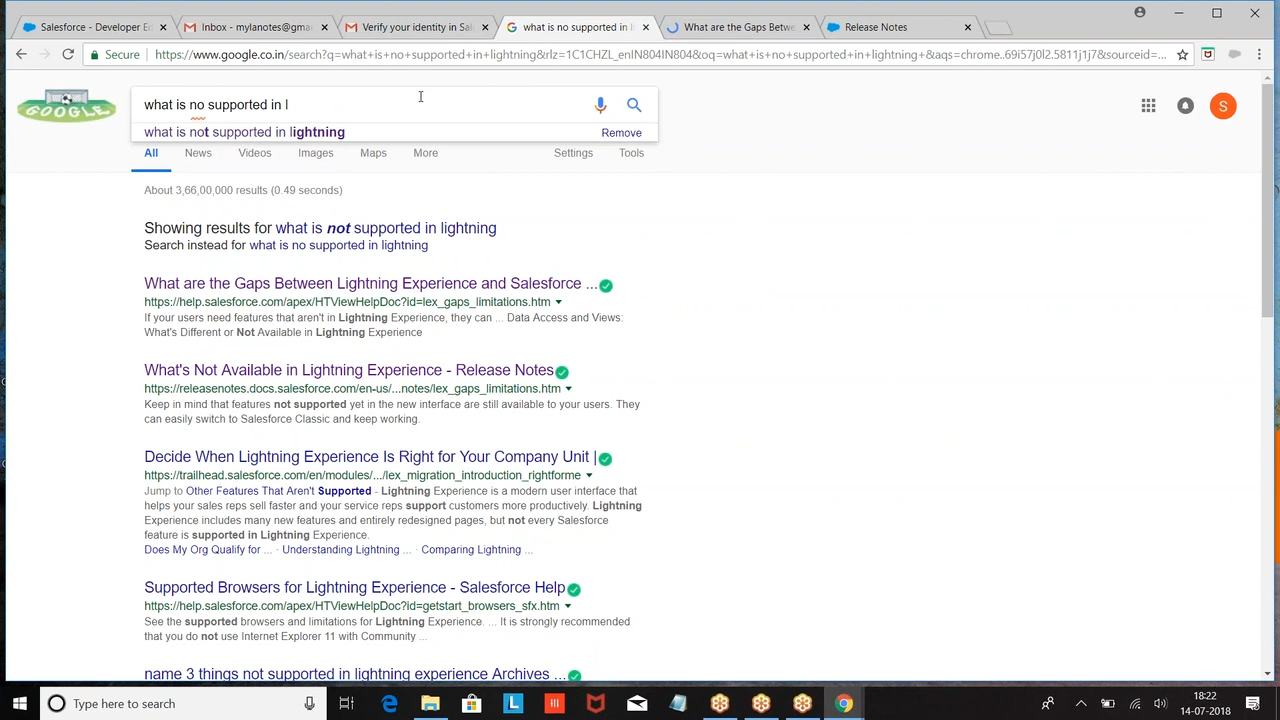 Salesforce - Developer Ed
Inbox - mylanotes@gma
Verify your identity in Sal
what is no supported in li
What are the Gaps Betwe
Release Notes
Secure
https://www.google.co.in/search?q=what+is+no+supported+in+lightning&rlz=1C1CHZL_enIN804IN804&oq=what+is+no+supported+in+lightning+&aqs=chrome..69i57j0l2.5811j1j7&sourceid=...
GOOGLE
what is no supported in l
S
what is not supported in lightning
Remove
All
News
Videos
Images
Maps
More
Settings
Tools
About 3,66,00,000 results (0.49 seconds)
Showing results for what is not supported in lightning
Search instead for what is no supported in lightning
What are the Gaps Between Lightning Experience and Salesforce ...
https://help.salesforce.com/apex/HTViewHelpDoc?id=lex_gaps_limitations.htm
If your users need features that aren't in Lightning Experience, they can ... Data Access and Views:
What's Different or Not Available in Lightning Experience
What's Not Available in Lightning Experience - Release Notes
https://releasenotes.docs.salesforce.com/en-us/...notes/lex_gaps_limitations.htm
Keep in mind that features not supported yet in the new interface are still available to your users. They
can easily switch to Salesforce Classic and keep working.
Decide When Lightning Experience Is Right for Your Company Unit |
https://trailhead.salesforce.com/en/modules/.../lex_migration_introduction_rightforme
Jump to Other Features That Aren't Supported - Lightning Experience is a modern user interface that
helps your sales reps sell faster and your service reps support customers more productively. Lightning
Experience includes many new features and entirely redesigned pages, but not every Salesforce
feature is supported in Lightning Experience.
Does My Org Qualify for ... · Understanding Lightning ... · Comparing Lightning ...
Supported Browsers for Lightning Experience - Salesforce Help
https://help.salesforce.com/apex/HTViewHelpDoc?id=getstart_browsers_sfx.htm
See the supported browsers and limitations for Lightning Experience. ... It is strongly recommended
that you do not use Internet Explorer 11 with Community ...
name 3 things not supported in lightning experience Archives ...
Type here to search
L
18:22
14-07-2018